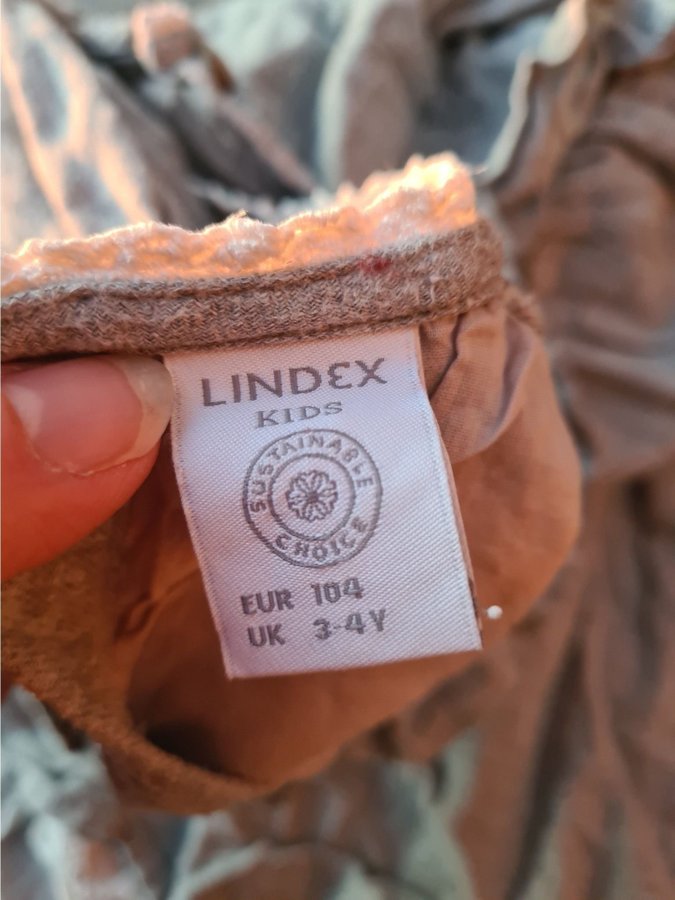 LINDEX
KIDS
SUSTAINABLE
CHOICE
EUR 104
UK 3-4Y